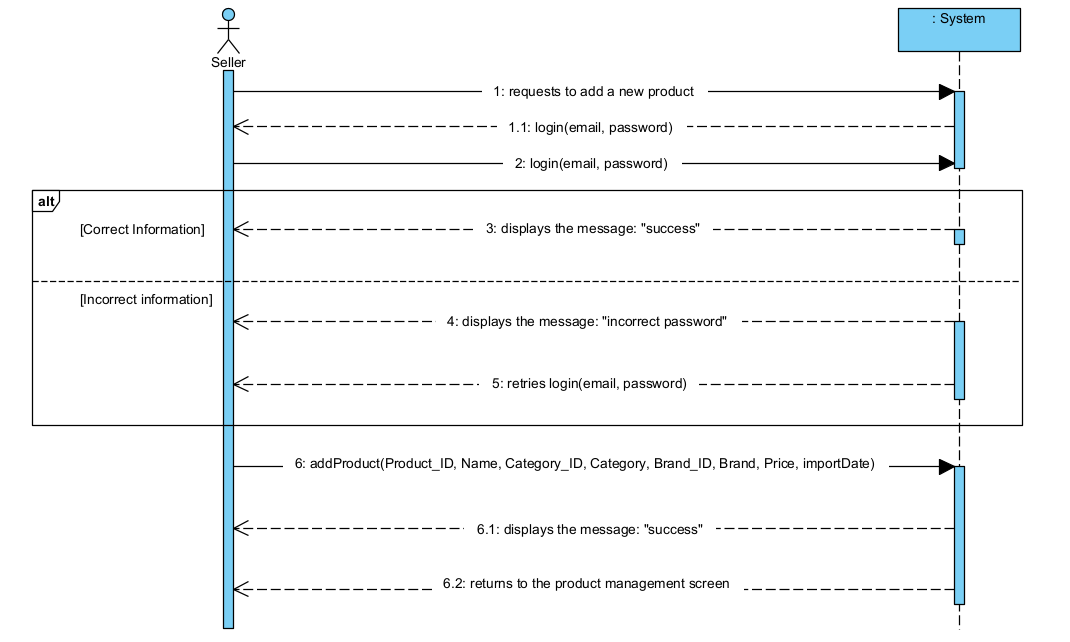 : System
Seller
1: requests to add a new product
1.1: login(email, password)
2: login(email, password)
alt
[Correct Information]
3: displays the message: "success"
[Incorrect information]
4: displays the message: "incorrect password"
5: retries login(email, password)
6: addProduct(Product_ID, Name, Category_ID, Category, Brand_ID, Brand, Price, importDate)
6.1: displays the message: "success"
6.2: returns to the product management screen